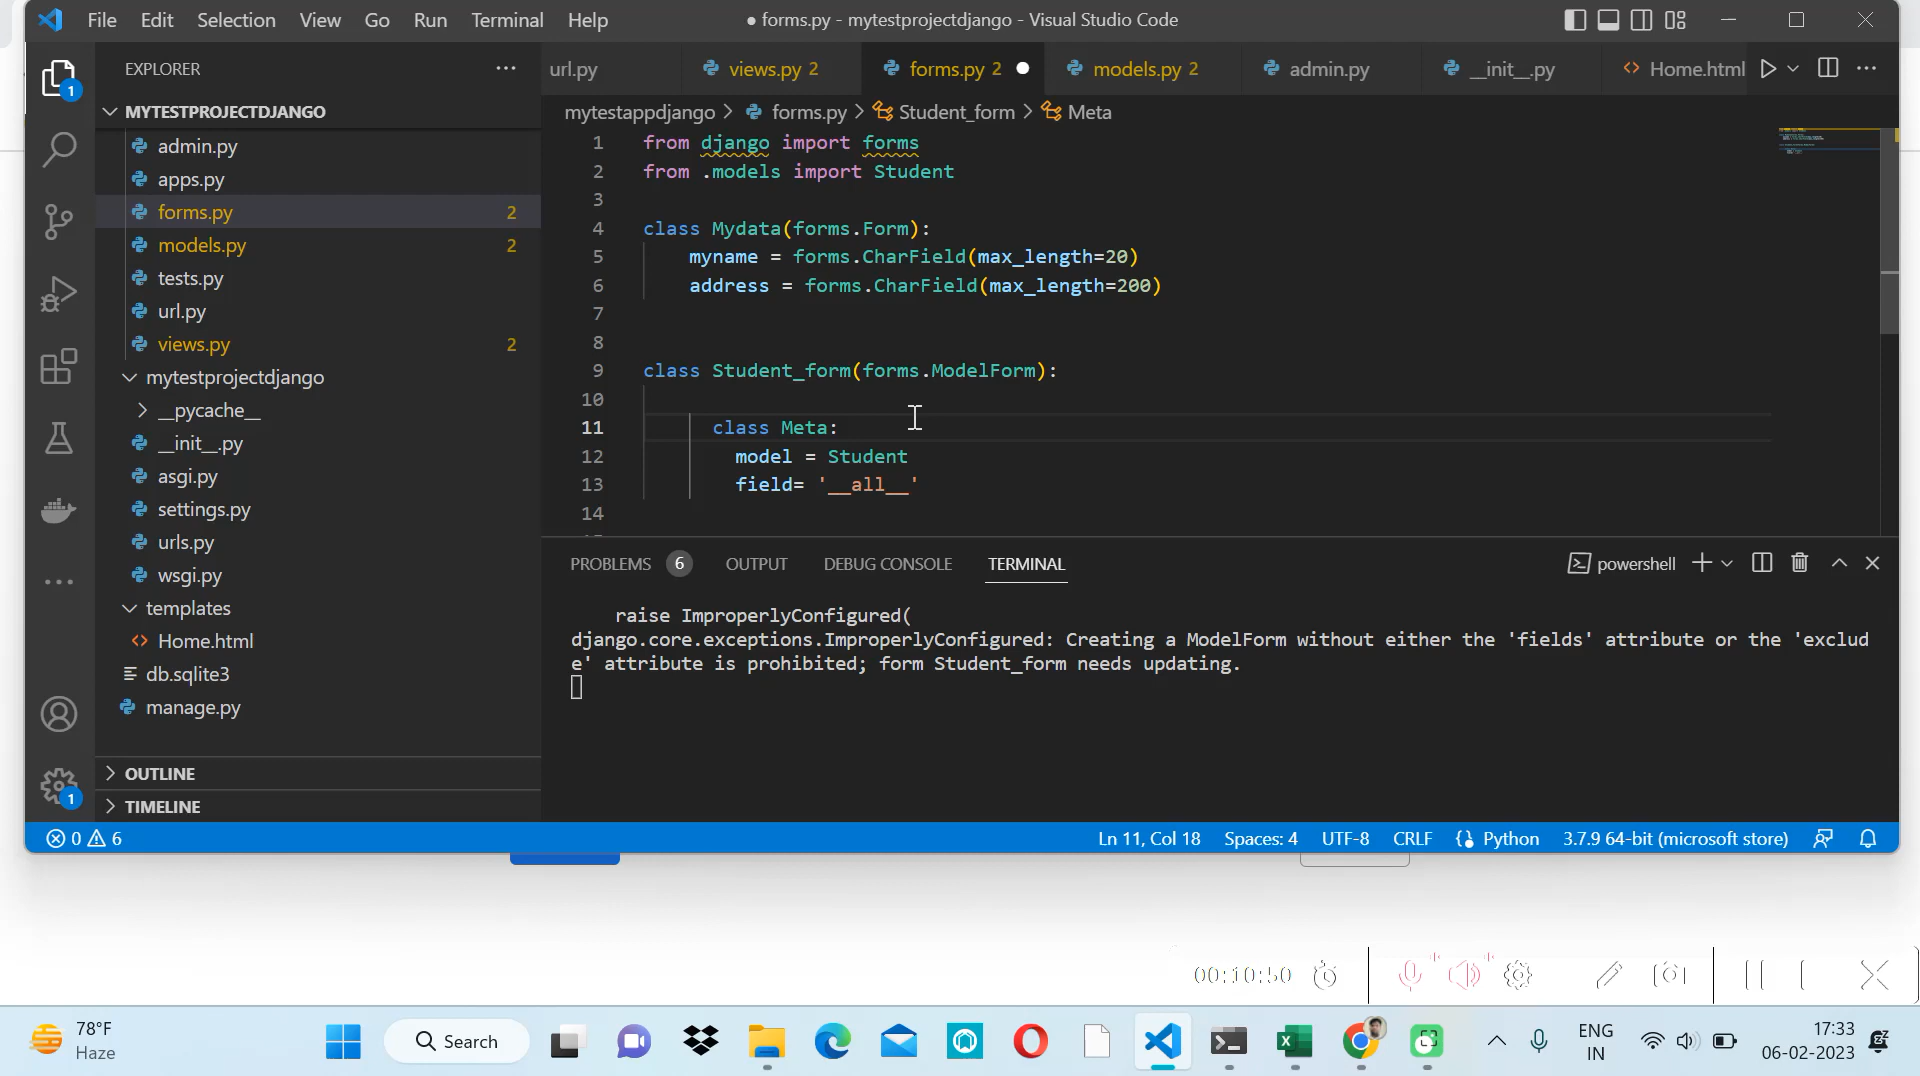 File Edit Selection View Go Run Terminal Help
● forms.py - mytestprojectdjango - Visual Studio Code
EXPLORER
url.py
views.py 2
forms.py 2
models.py 2
admin.py
__init__.py
Home.html
MYTESTPROJECTDJANGO
admin.py
apps.py
forms.py 2
models.py 2
tests.py
url.py
views.py 2
mytestprojectdjango
__pycache__
__init__.py
asgi.py
settings.py
urls.py
wsgi.py
templates
Home.html
db.sqlite3
manage.py
OUTLINE
TIMELINE
1
1
mytestappdjango > forms.py > Student_form > Meta
1 from django import forms
2 from .models import Student
3
4 class Mydata(forms.Form):
5 myname = forms.CharField(max_length=20)
6 address = forms.CharField(max_length=200)
7
8
9 class Student_form(forms.ModelForm):
10
11 class Meta:
12 model = Student
13 field= '__all__'
14
PROBLEMS 6 OUTPUT DEBUG CONSOLE TERMINAL
powershell
raise ImproperlyConfigured(
django.core.exceptions.ImproperlyConfigured: Creating a ModelForm without either the 'fields' attribute or the 'exclud
e' attribute is prohibited; form Student_form needs updating.
0 6
Ln 11, Col 18 Spaces: 4 UTF-8 CRLF Python 3.7.9 64-bit (microsoft store)
00:10:50
78°F
Haze
Search
ENG
IN
17:33
06-02-2023